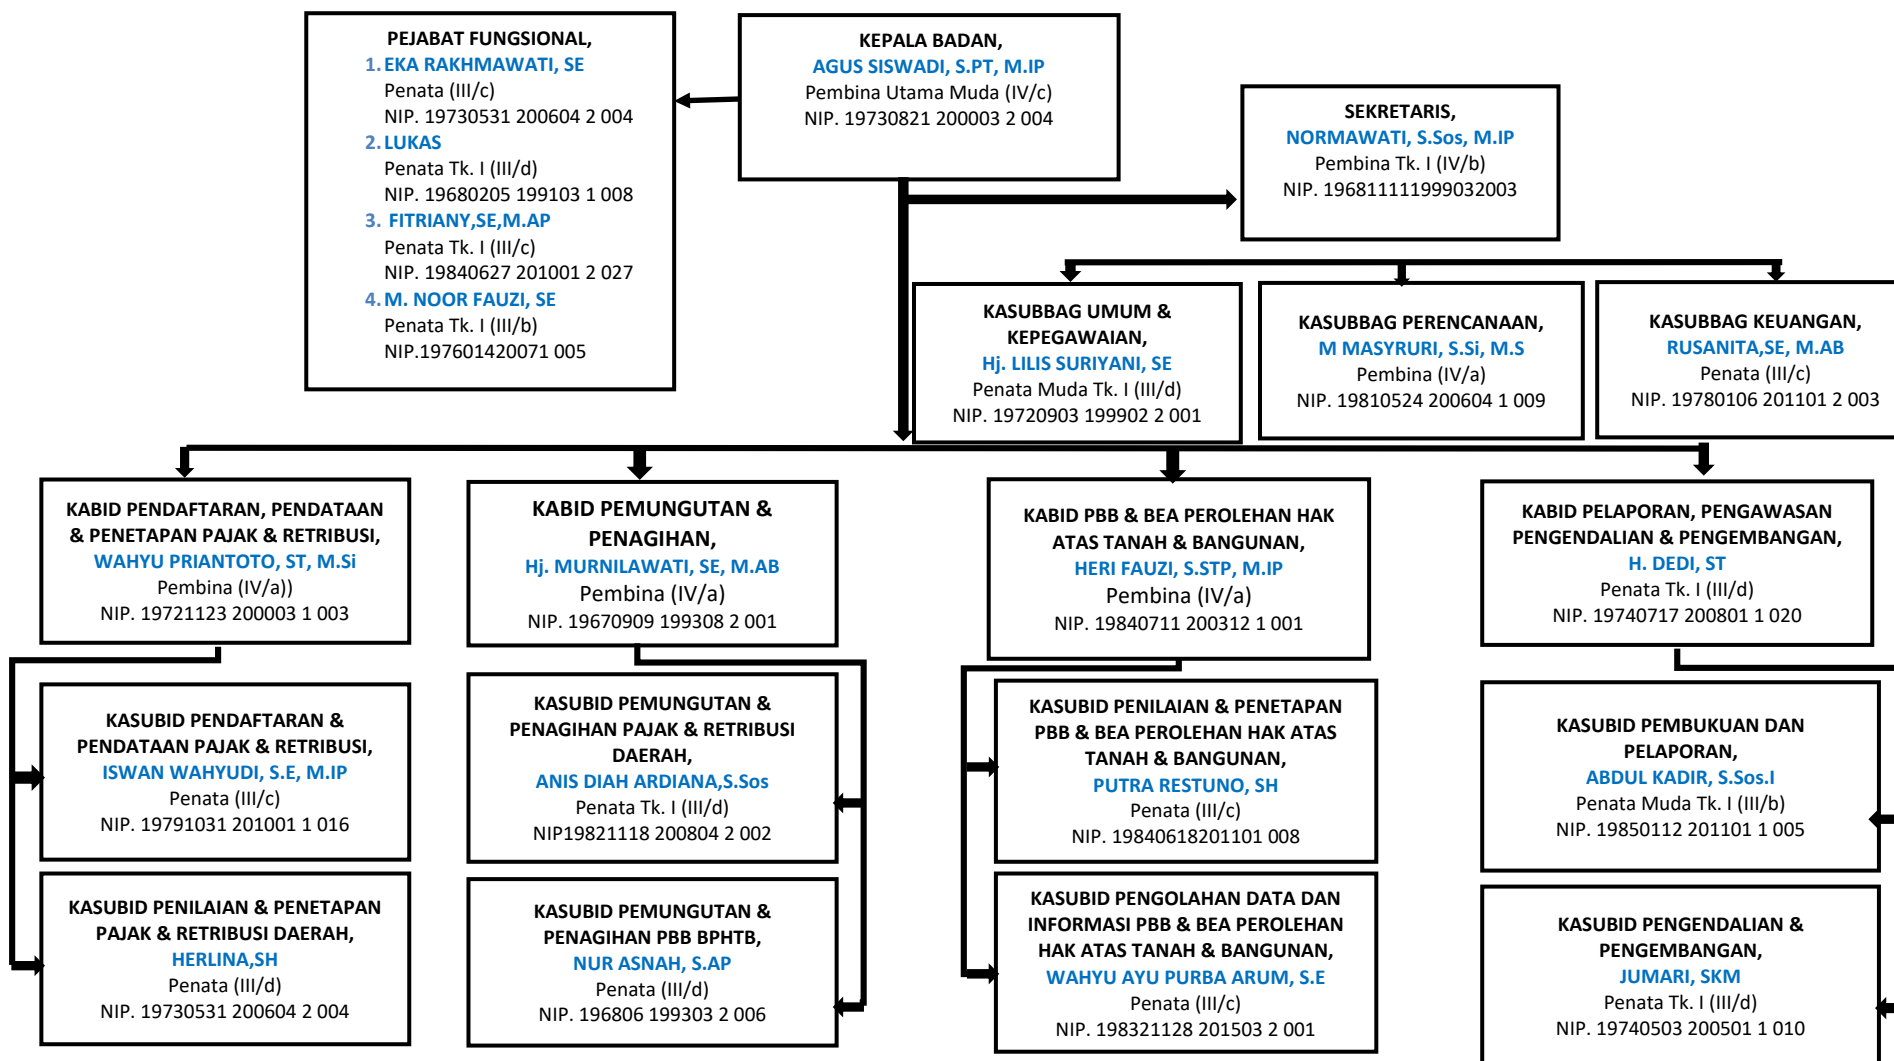 PEJABAT FUNGSIONAL,
1. EKA RAKHMAWATI, SE
Penata (III/c)
NIP. 19730531 200604 2 004
2. LUKAS
Penata Tk. I (III/d)
NIP. 19680205 199103 1 008
3. FITRIANY,SE,M.AP
Penata Tk. I (III/c)
NIP. 19840627 201001 2 027
4. M. NOOR FAUZI, SE
Penata Tk. I (III/b)
NIP.197601420071 005
KEPALA BADAN,
AGUS SISWADI, S.PT, M.IP
Pembina Utama Muda (IV/c)
NIP. 19730821 200003 2 004
SEKRETARIS,
NORMAWATI, S.Sos, M.IP
Pembina Tk. I (IV/b)
NIP. 196811111999032003
KASUBBAG UMUM &
KEPEGAWAIAN,
Hj. LILIS SURIYANI, SE
Penata Muda Tk. I (III/d)
NIP. 19720903 199902 2 001
KASUBBAG PERENCANAAN,
M MASYRURI, S.Si, M.S
Pembina (IV/a)
NIP. 19810524 200604 1 009
KASUBBAG KEUANGAN,
RUSANITA,SE, M.AB
Penata (III/c)
NIP. 19780106 201101 2 003
KABID PENDAFTARAN, PENDATAAN
& PENETAPAN PAJAK & RETRIBUSI,
WAHYU PRIANTOTO, ST, M.Si
Pembina (IV/a))
NIP. 19721123 200003 1 003
KABID PEMUNGUTAN &
PENAGIHAN,
Hj. MURNILAWATI, SE, M.AB
Pembina (IV/a)
NIP. 19670909 199308 2 001
KABID PBB & BEA PEROLEHAN HAK
ATAS TANAH & BANGUNAN,
HERI FAUZI, S.STP, M.IP
Pembina (IV/a)
NIP. 19840711 200312 1 001
KABID PELAPORAN, PENGAWASAN
PENGENDALIAN & PENGEMBANGAN,
H. DEDI, ST
Penata Tk. I (III/d)
NIP. 19740717 200801 1 020
KASUBID PENDAFTARAN &
PENDATAAN PAJAK & RETRIBUSI,
ISWAN WAHYUDI, S.E, M.IP
Penata (III/c)
NIP. 19791031 201001 1 016
KASUBID PEMUNGUTAN &
PENAGIHAN PAJAK & RETRIBUSI
DAERAH,
ANIS DIAH ARDIANA,S.Sos
Penata Tk. I (III/d)
NIP19821118 200804 2 002
KASUBID PENILAIAN & PENETAPAN
PBB & BEA PEROLEHAN HAK ATAS
TANAH & BANGUNAN,
PUTRA RESTUNO, SH
Penata (III/c)
NIP. 19840618201101 008
KASUBID PEMBUKUAN DAN
PELAPORAN,
ABDUL KADIR, S.Sos.I
Penata Muda Tk. I (III/b)
NIP. 19850112 201101 1 005
KASUBID PENILAIAN & PENETAPAN
PAJAK & RETRIBUSI DAERAH,
HERLINA,SH
Penata (III/d)
NIP. 19730531 200604 2 004
KASUBID PEMUNGUTAN &
PENAGIHAN PBB BPHTB,
NUR ASNAH, S.AP
Penata (III/d)
NIP. 196806 199303 2 006
KASUBID PENGOLAHAN DATA DAN
INFORMASI PBB & BEA PEROLEHAN
HAK ATAS TANAH & BANGUNAN,
WAHYU AYU PURBA ARUM, S.E
Penata (III/c)
NIP. 198321128 201503 2 001
KASUBID PENGENDALIAN &
PENGEMBANGAN,
JUMARI, SKM
Penata Tk. I (III/d)
NIP. 19740503 200501 1 010